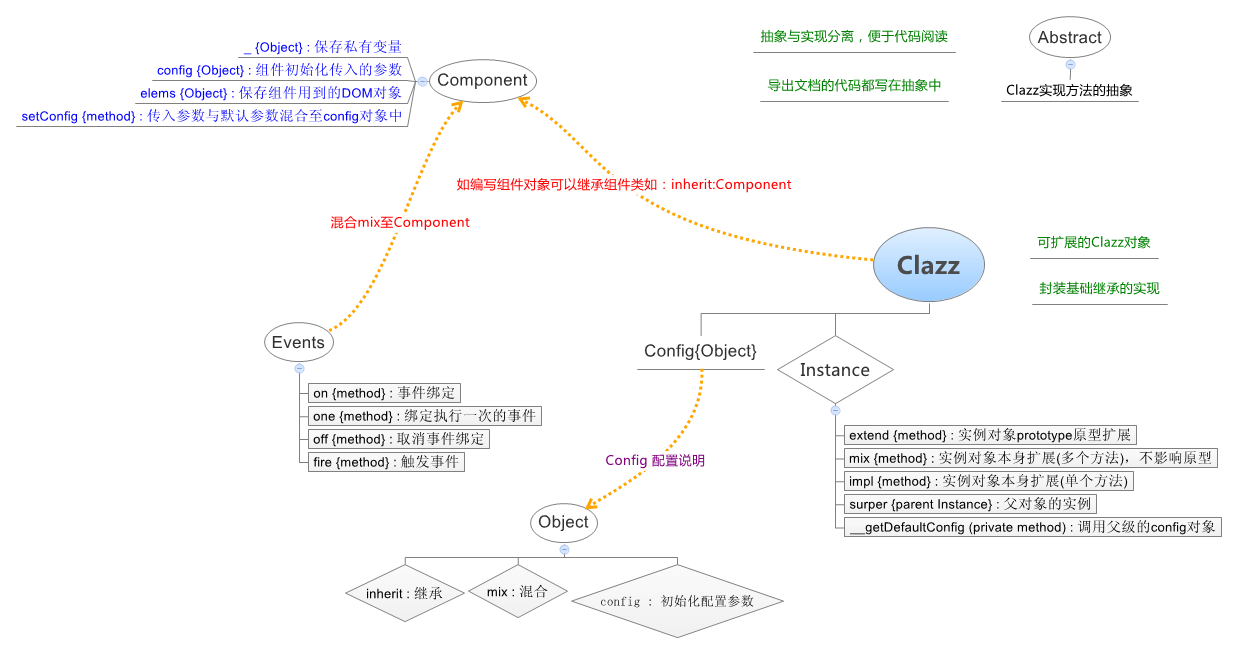 _ {Object} : 保存私有变量
config {Object} : 组件初始化传入的参数
elems {Object} : 保存组件用到的DOM对象
setConfig {method} : 传入参数与默认参数混合至config对象中
Component
抽象与实现分离，便于代码阅读
导出文档的代码都写在抽象中
Abstract
Clazz实现方法的抽象
如编写组件对象可以继承组件类如：inherit:Component
混合mix至Component
Clazz
可扩展的Clazz对象
封装基础继承的实现
Events
on {method} : 事件绑定
one {method} : 绑定执行一次的事件
off {method} : 取消事件绑定
fire {method} : 触发事件
Config{Object}
Instance
extend {method} : 实例对象prototype原型扩展
mix {method} : 实例对象本身扩展(多个方法)，不影响原型
impl {method} : 实例对象本身扩展(单个方法)
surper {parent Instance} : 父对象的实例
__getDefaultConfig (private method) : 调用父级的config对象
Config 配置说明
Object
inherit : 继承
mix : 混合
config : 初始化配置参数